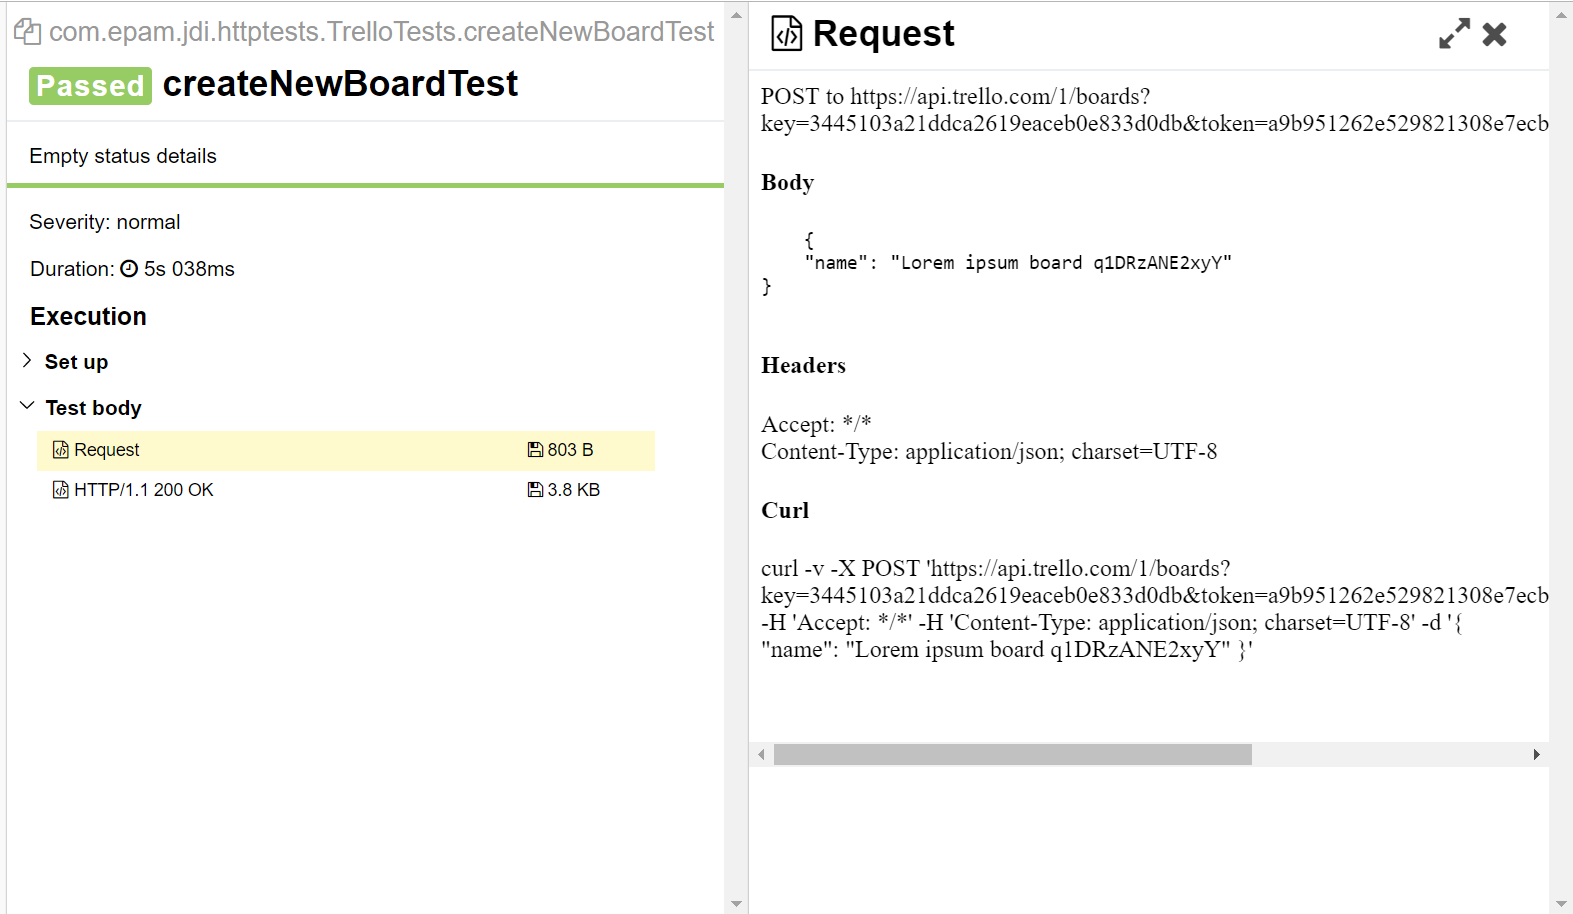 com.epam.jdi.httptests.TrelloTests.createNewBoardTest
Passed createNewBoardTest
Empty status details
Severity: normal
Duration: 5s 038ms
Execution
Set up
Test body
Request 803 B
HTTP/1.1 200 OK 3.8 KB
Request
POST to https://api.trello.com/1/boards?
key=3445103a21ddca2619eaceb0e833d0db&token=a9b951262e529821308e7ecb
Body
{
"name": "Lorem ipsum board q1DRzANE2xyY"
}
Headers
Accept: */*
Content-Type: application/json; charset=UTF-8
Curl
curl -v -X POST 'https://api.trello.com/1/boards?
key=3445103a21ddca2619eaceb0e833d0db&token=a9b951262e529821308e7ecb
-H 'Accept: */*' -H 'Content-Type: application/json; charset=UTF-8' -d '{
"name": "Lorem ipsum board q1DRzANE2xyY" }'